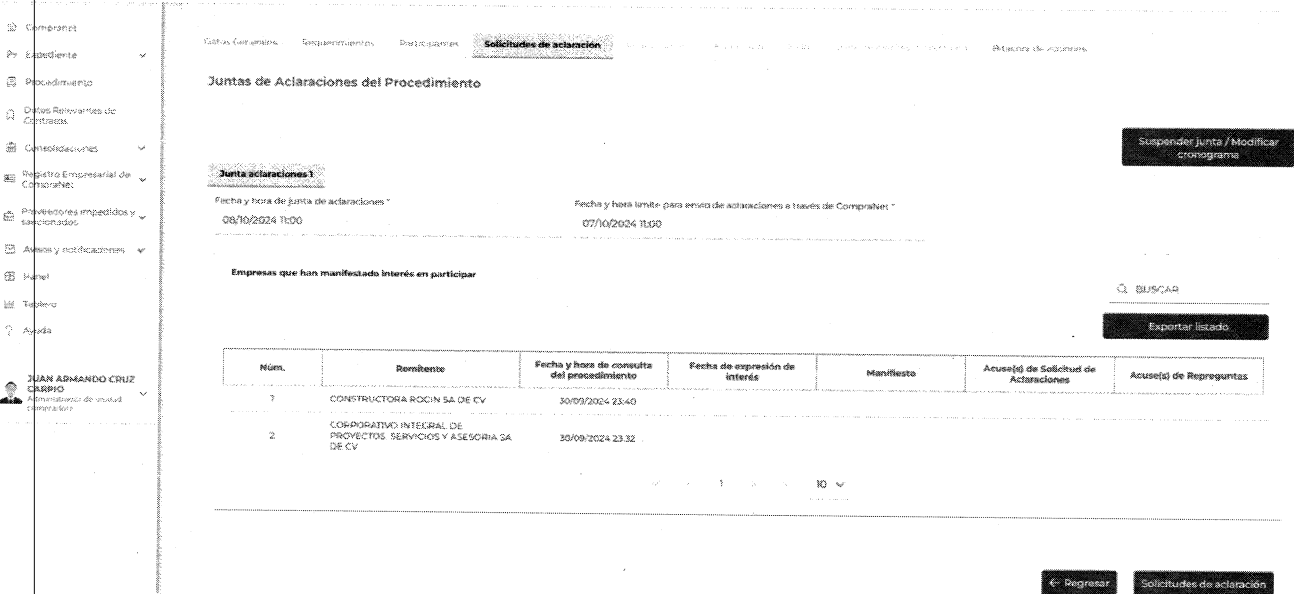 Compranet
Expediente
Procedimiento
Datos Relevantes de
Contratos
Consolidaciones
Registro Empresarial de
CompraNet
Proveedores impedidos y
sancionados
Avisos y notificaciones
Panel
Tablero
Ayuda
JUAN ARMANDO CRUZ
CARPIO
Administrador de unidad
compradora
Datos Generales Requerimientos Participantes Solicitudes de aclaración
Juntas de Aclaraciones del Procedimiento
Suspender junta / Modificar
cronograma
Junta aclaraciones 1
Fecha y hora de junta de aclaraciones *
08/10/2024 11:00
Fecha y hora límite para envío de aclaraciones a través de CompraNet *
07/10/2024 11:00
Empresas que han manifestado interés en participar
BUSCAR
Exportar listado
Núm. Remitente Fecha y hora de consulta del procedimiento Fecha de expresión de interés Manifiesto Acuse(s) de Solicitud de Aclaraciones Acuse(s) de Repreguntas
1 CONSTRUCTORA ROCIN SA DE CV 30/09/2024 23:40
2 CORPORATIVO INTEGRAL DE
PROYECTOS, SERVICIOS Y ASESORIA SA
DE CV 30/09/2024 23:32
1 10
Regresar Solicitudes de aclaración